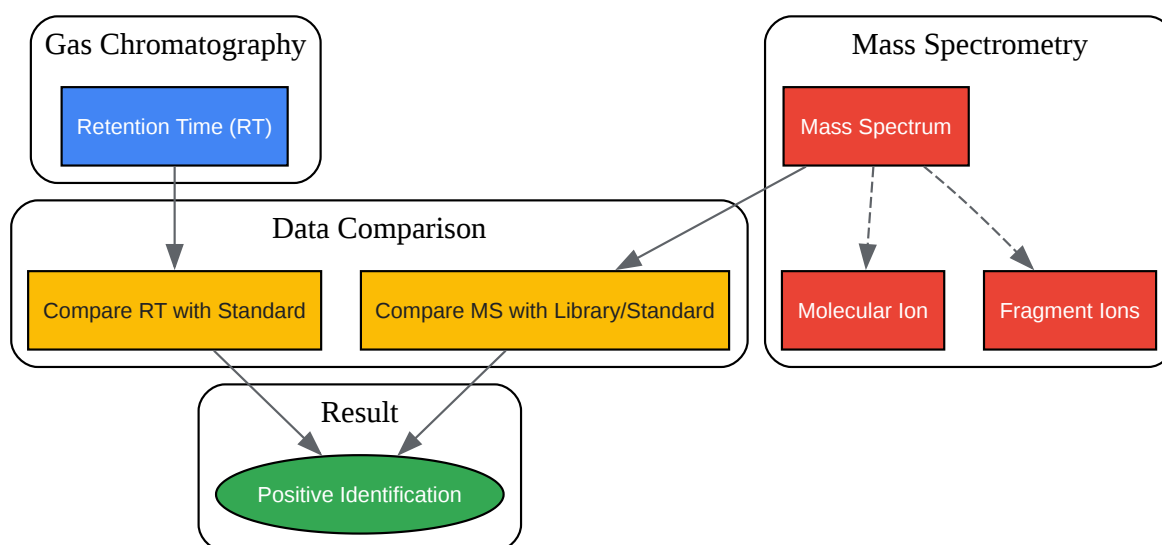 Gas Chromatography
Retention Time (RT)
Mass Spectrometry
Mass Spectrum
Molecular Ion
Fragment Ions
Data Comparison
Compare RT with Standard
Compare MS with Library/Standard
Result
Positive Identification